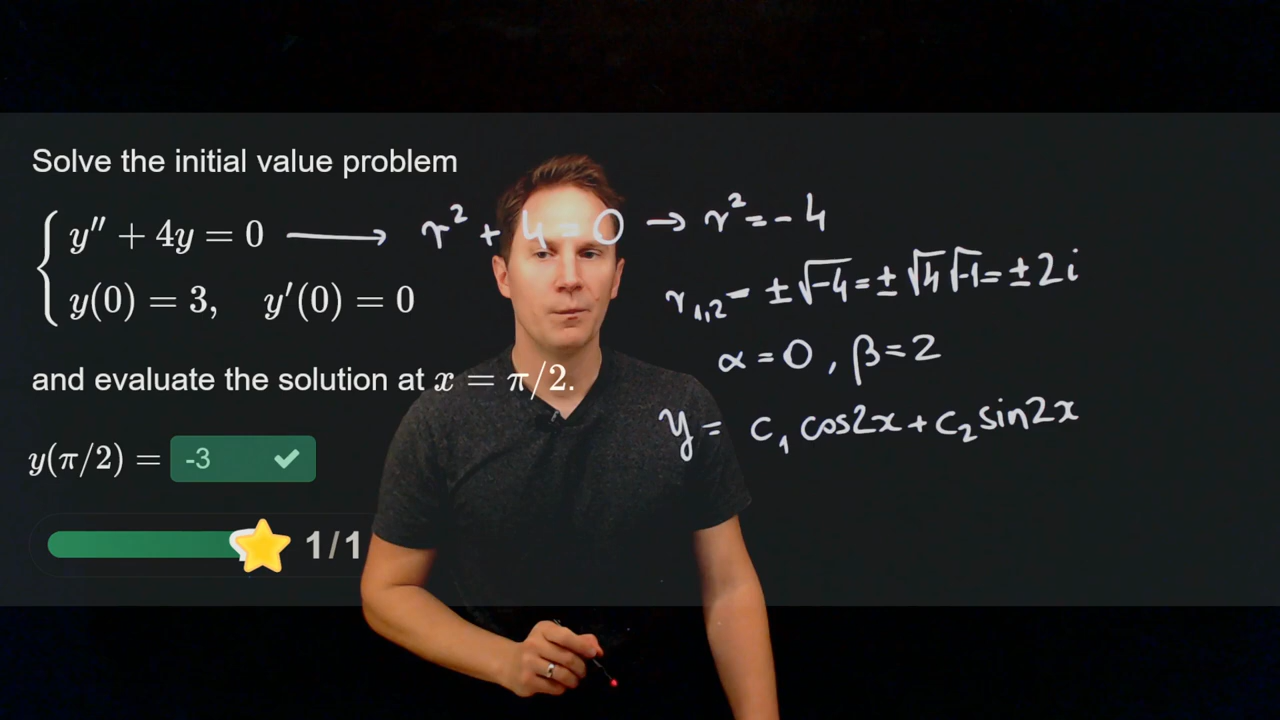 Solve the initial value problem
y″ + 4y = 0 ⟶ r² + 4 = 0 → r² = -4
y(0) = 3, y′(0) = 0
r₁,₂ = ±√-4 = ±√4 √-1 = ±2i
α = 0, β = 2
and evaluate the solution at x = π/2.
y = c₁ cos2x + c₂ sin2x
y(π/2) = -3 ✔
1/1